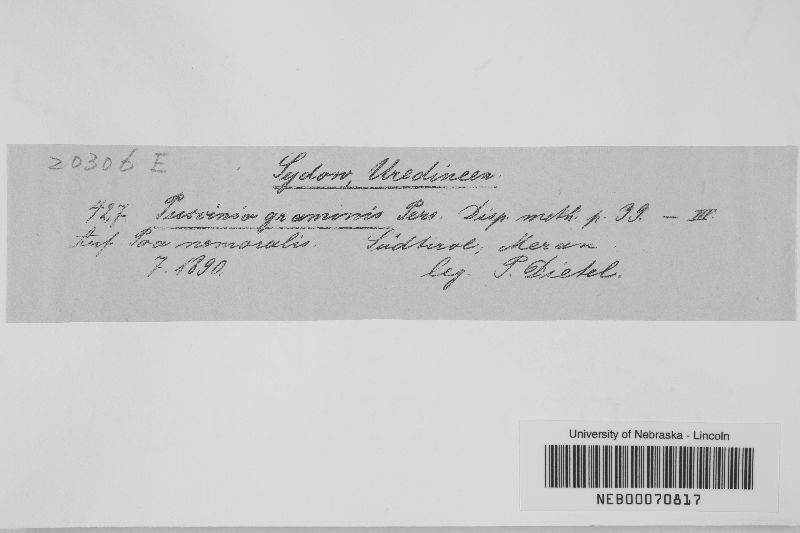 20306 E
Sydow, Uredineen.
427 Puccinia graminis Pers. Disp. meth. p. 39. — III.
Auf Poa nemoralis. Südtirol, Meran.
7. 1890. leg. P. Dietel.
University of Nebraska - Lincoln
NEB00070817